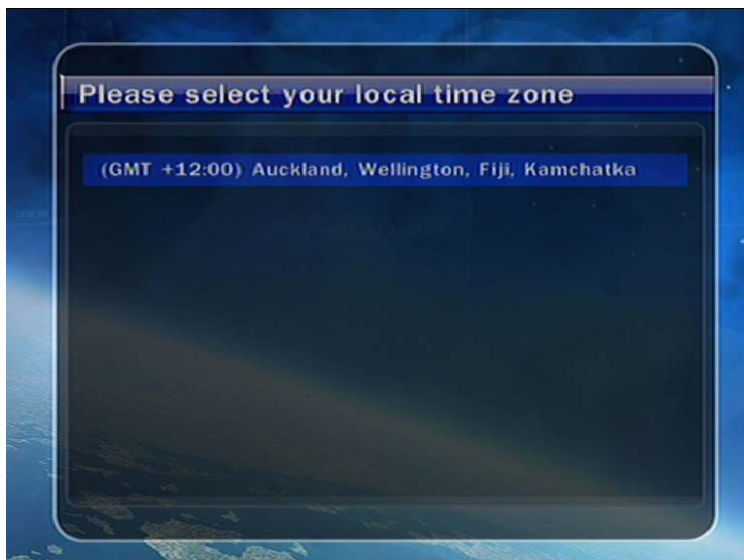 Please select your local time zone
(GMT +12:00) Auckland, Wellington, Fiji, Kamchatka